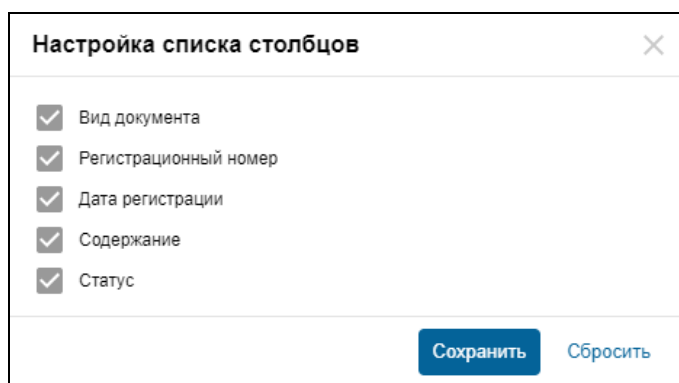 Настройка списка столбцов
Вид документа
Регистрационный номер
Дата регистрации
Содержание
Статус
Сохранить Сбросить